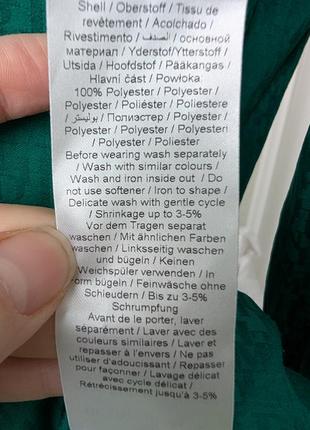 Shell / Oberstoff / Tissu de
revêtement / Acolchado /
Rivestimento / الصدف / основной
материал / Yderstof/Ytterstoff /
Utsida / Hoofdstof / Pääkangas /
Hlavní část / Powłoka:
100% Polyester / Polyester /
Polyester / Poliéster / Poliestere
/ بوليستر / Полиэстер / Polyester /
Polyester / Polyester / Polyester /
Polyester / Poliester
Before wearing wash separately
/ Wash with similar colours /
Wash and iron inside out / Do
not use softener / Iron to shape /
Delicate wash with gentle cycle
/ Shrinkage up to 3-5%
Vor dem Tragen separat
waschen / Mit ähnlichen Farben
waschen / Linksseitig waschen
und bügeln / Keinen
Weichspüler verwenden / In
Form bügeln / Feinwäsche ohne
Schleudern / Bis zu 3-5%
Schrumpfung
Avant de le porter, laver
séparément / Laver avec des
couleurs similaires / Laver et
repasser à l'envers / Ne pas
utiliser d'adoucissant / Repasser
pour façonner / Lavage délicat
avec cycle délicat /
Rétrécissement jusqu'à 3-5%